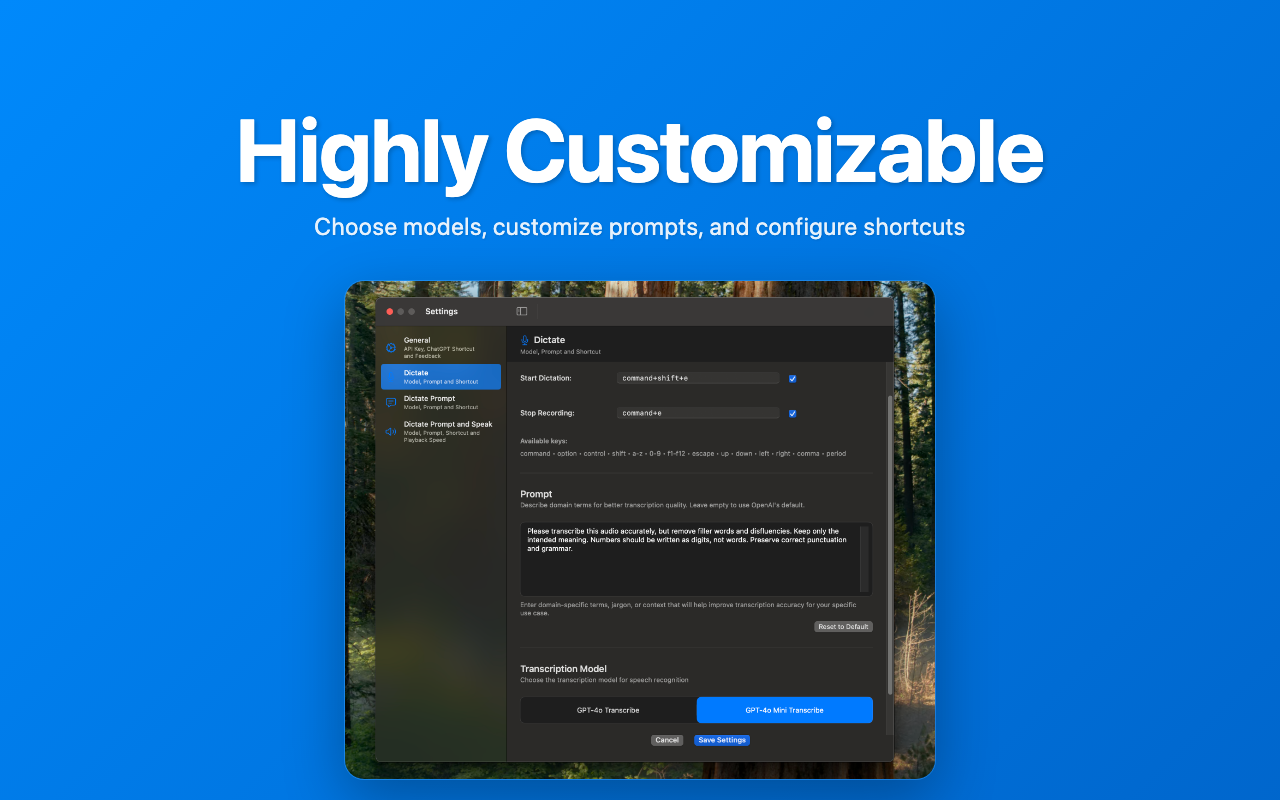 Highly Customizable
Choose models, customize prompts, and configure shortcuts
Settings
General
API Key, ChatGPT Shortcut
and Feedback
Dictate
Model, Prompt and Shortcut
Dictate Prompt
Model, Prompt and Shortcut
Dictate Prompt and Speak
Model, Prompt, Shortcut and
Playback Speed
Dictate
Model, Prompt and Shortcut
Start Dictation: command+shift+e
Stop Recording: command+e
Available keys:
command • option • control • shift • a-z • 0-9 • f1-f12 • escape • up • down • left • right • comma • period
Prompt
Describe domain terms for better transcription quality. Leave empty to use OpenAI's default.
Please transcribe this audio accurately, but remove filler words and disfluencies. Keep only the
intended meaning. Numbers should be written as digits, not words. Preserve correct punctuation
and grammar.
Enter domain-specific terms, jargon, or context that will help improve transcription accuracy for your specific
use case.
Reset to Default
Transcription Model
Choose the transcription model for speech recognition
GPT-4o Transcribe GPT-4o Mini Transcribe
Cancel Save Settings